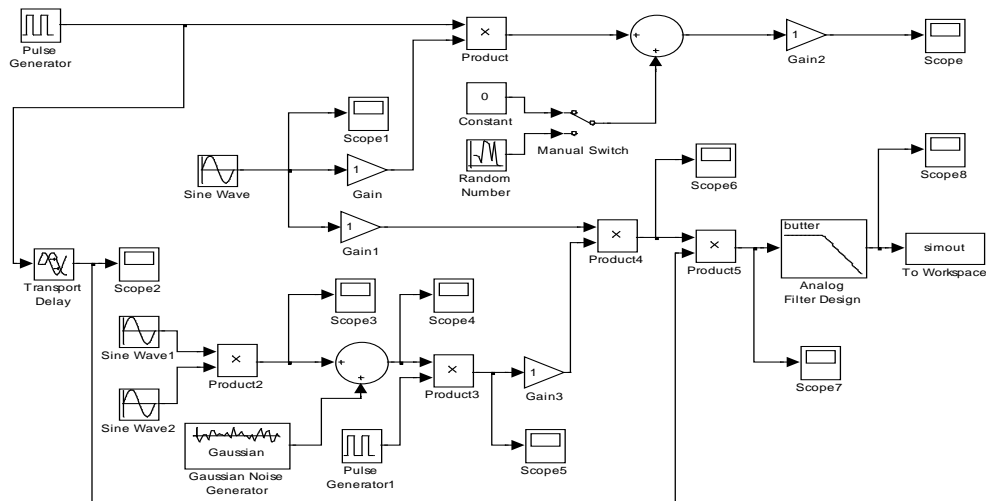 Pulse
Generator
×
Product
+
+
1
Gain2
Scope
0
Constant
Scope1
Manual Switch
Random
Number
Sine Wave
1
Gain
Scope6
Scope8
1
Gain1
×
Product4
×
Product5
butter
Analog
Filter Design
simout
To Workspace
Transport
Delay
Scope2
Scope3
Scope4
Sine Wave1
×
Product2
+
+
×
Product3
1
Gain3
Scope7
Sine Wave2
Gaussian
Gaussian Noise
Generator
Pulse
Generator1
Scope5